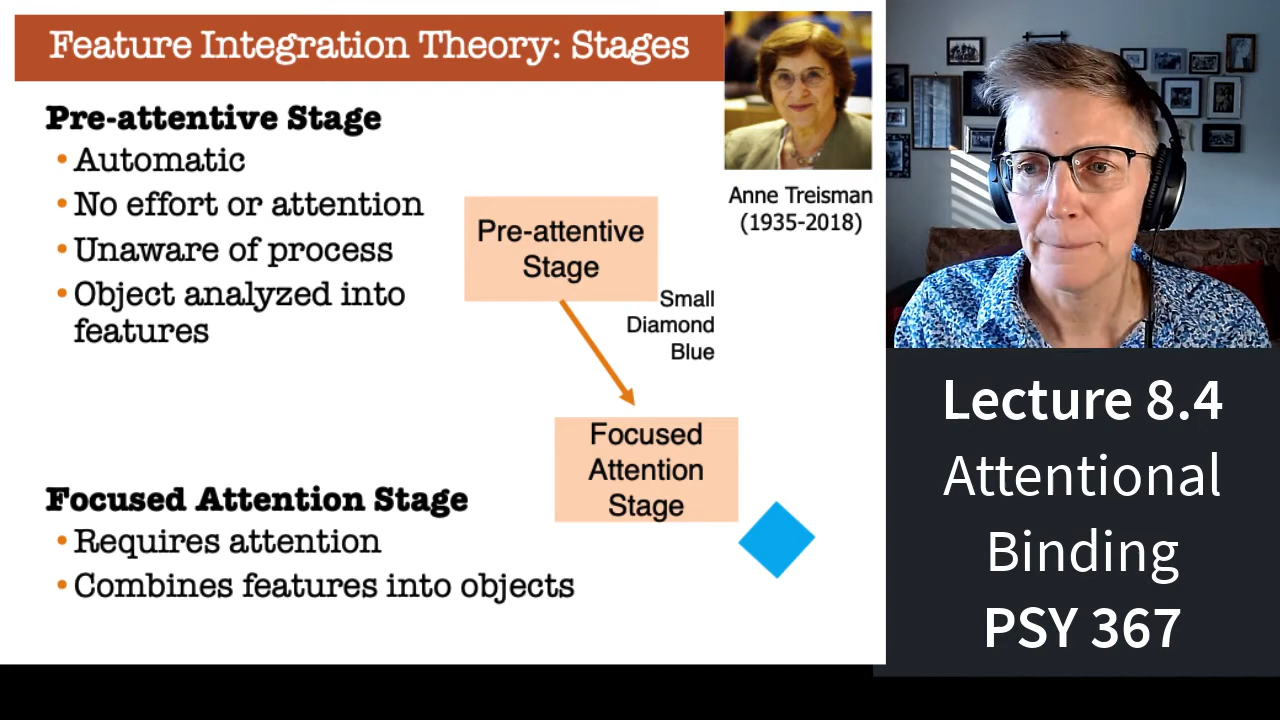 Feature Integration Theory: Stages
Pre-attentive Stage
• Automatic
• No effort or attention
• Unaware of process
• Object analyzed into
features
Anne Treisman
(1935-2018)
Pre-attentive
Stage
Small
Diamond
Blue
Focused
Attention
Stage
Focused Attention Stage
• Requires attention
• Combines features into objects
Lecture 8.4
Attentional
Binding
PSY 367